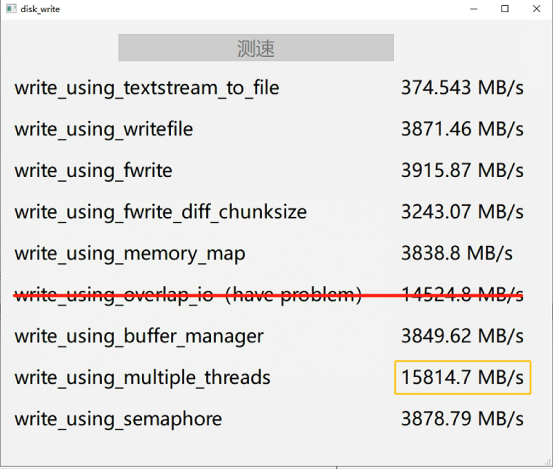 disk_write
测速
write_using_textstream_to_file 374.543 MB/s
write_using_writefile 3871.46 MB/s
write_using_fwrite 3915.87 MB/s
write_using_fwrite_diff_chunksize 3243.07 MB/s
write_using_memory_map 3838.8 MB/s
write_using_overlap_io（have problem） 14524.8 MB/s
write_using_buffer_manager 3849.62 MB/s
write_using_multiple_threads 15814.7 MB/s
write_using_semaphore 3878.79 MB/s